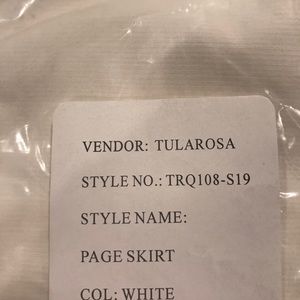 VENDOR: TULAROSA
STYLE NO.: TRQ108-S19
STYLE NAME:
PAGE SKIRT
COL: WHITE